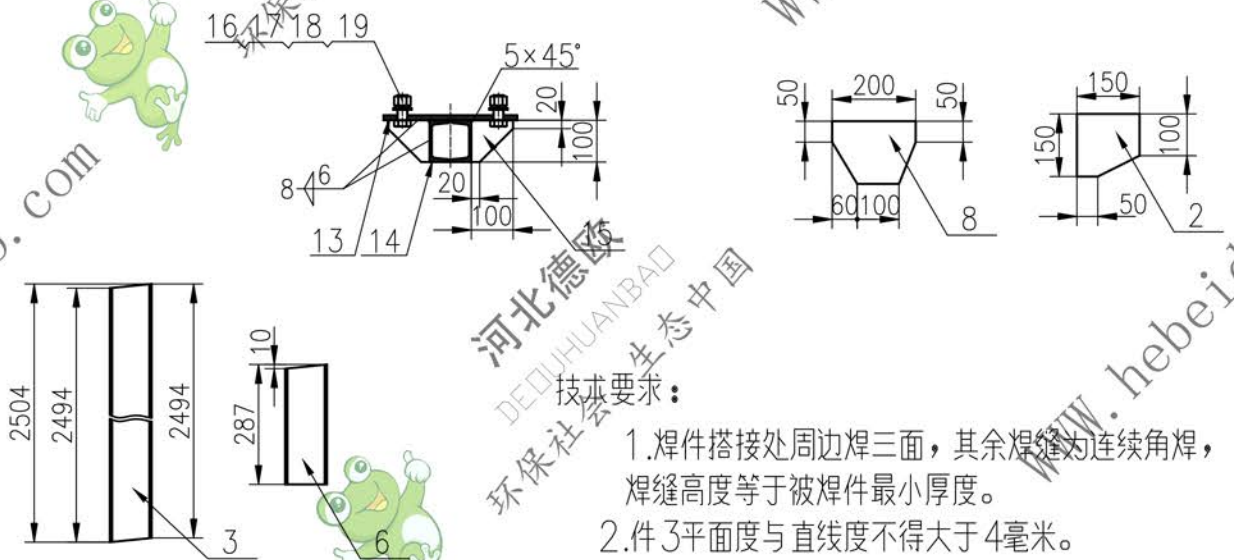 16 17 18 19
5×45°
20
100
8 6
20
100
13 14 15
50 200 50
60 100
8
150
150 100
50
2
2504 2494 2494
3
10
287
6
河北德欧
DEOUHUANBAO
环保社会 生态中国
环保
.com
WWW.hebeid
W
技术要求：
1.焊件搭接处周边焊三面，其余焊缝为连续角焊，
焊缝高度等于被焊件最小厚度。
2.件3平面度与直线度不得大于4毫米。